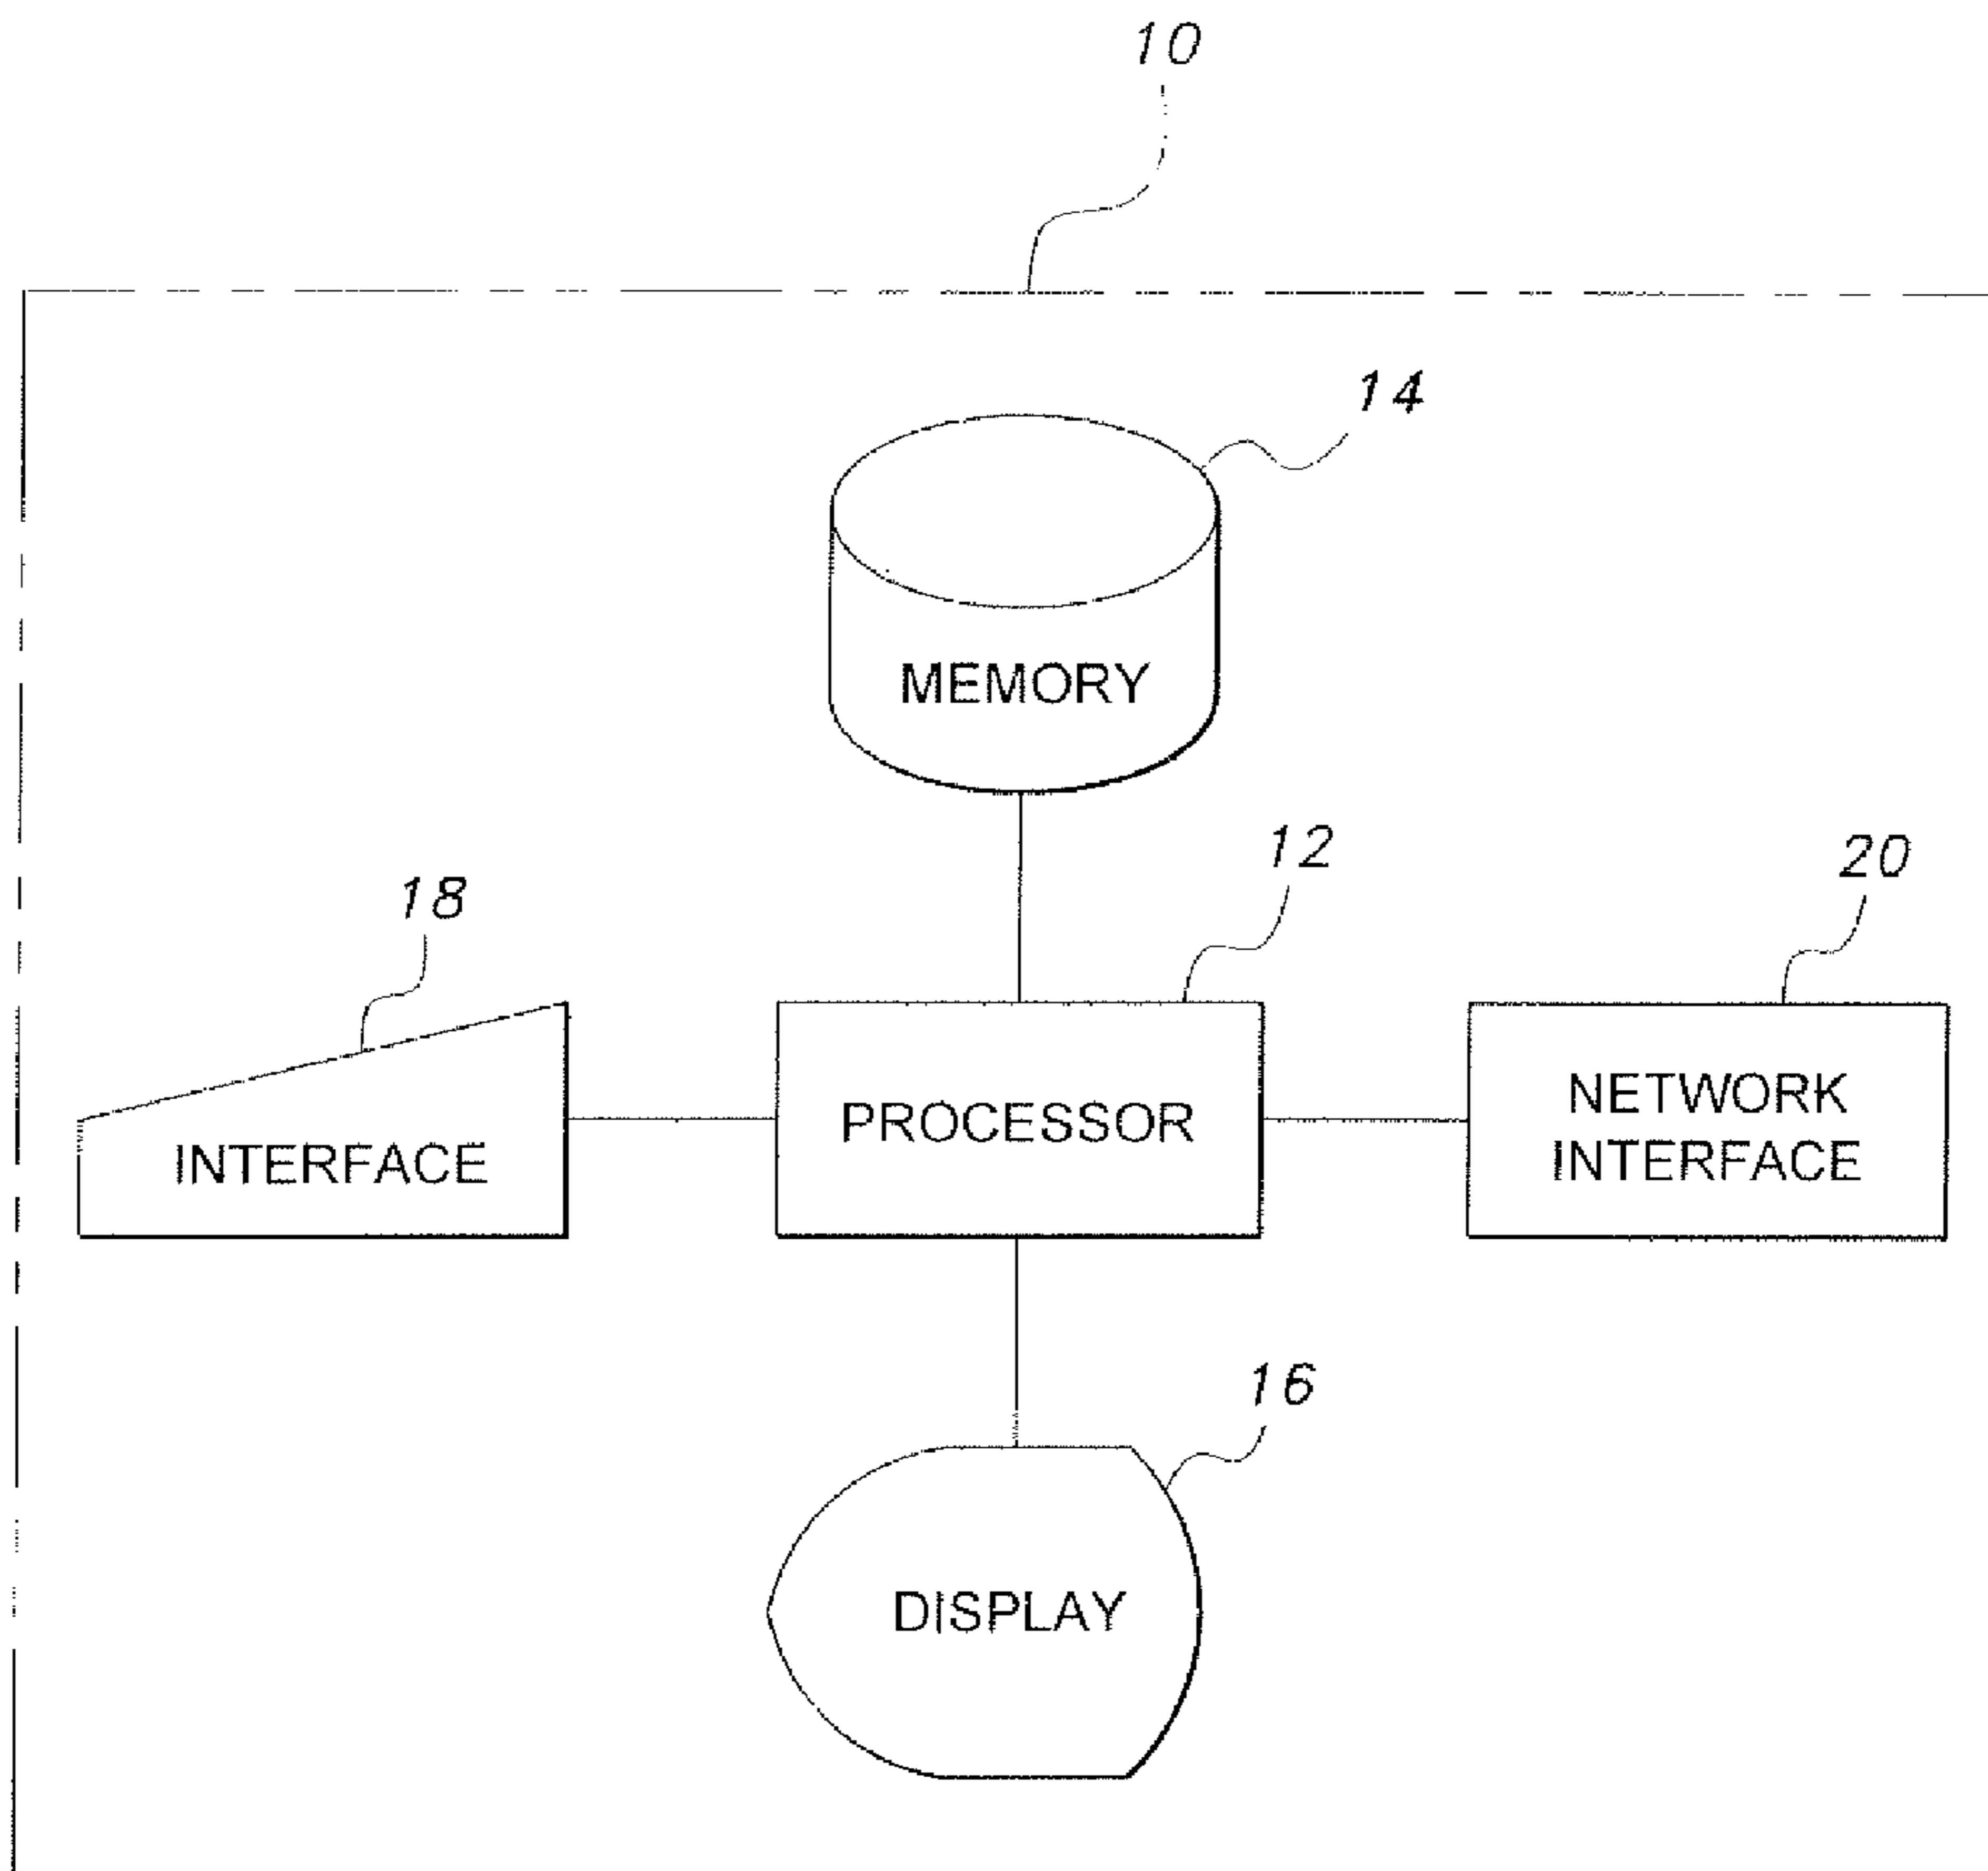 10
14
MEMORY
12
20
18
PROCESSOR
NETWORK
INTERFACE
INTERFACE
16
DISPLAY